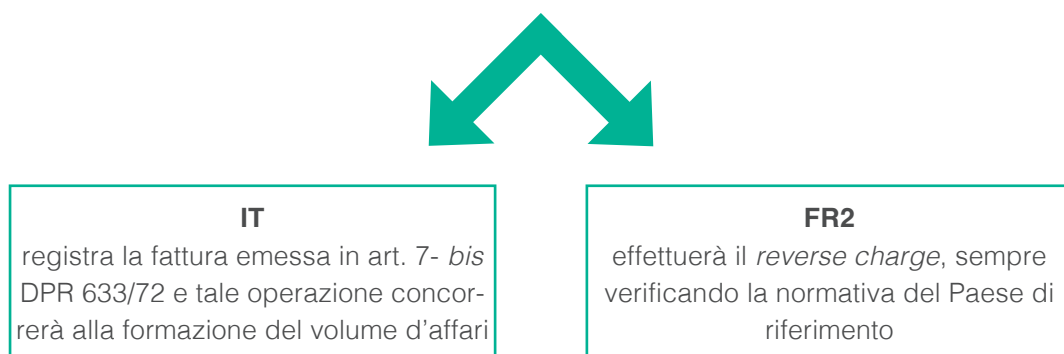 IT
registra la fattura emessa in art. 7- bis
DPR 633/72 e tale operazione concor-
rerà alla formazione del volume d'affari
FR2
effettuerà il reverse charge, sempre
verificando la normativa del Paese di
riferimento